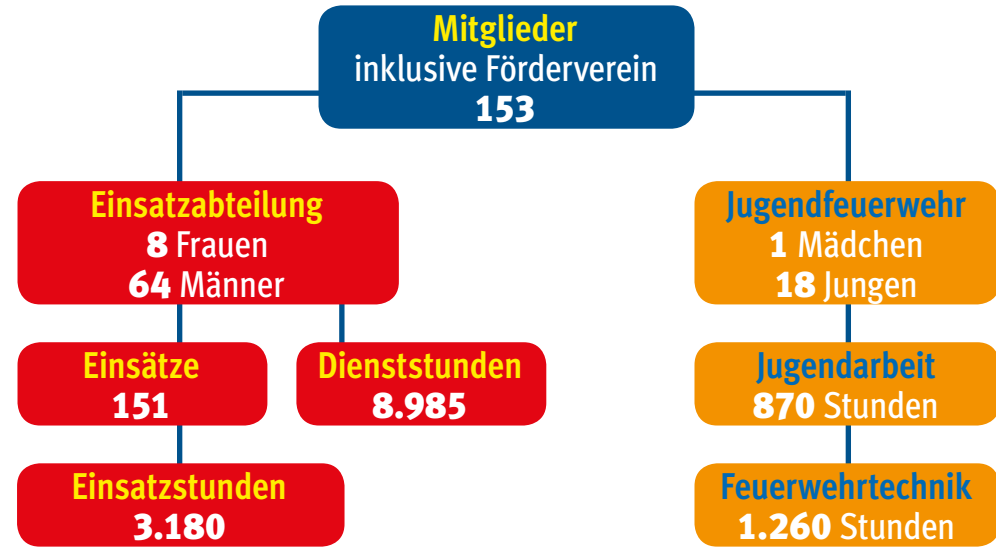 Mitglieder
inklusive Förderverein
153
Einsatzabteilung
8 Frauen
64 Männer
Jugendfeuerwehr
1 Mädchen
18 Jungen
Einsätze
151
Dienststunden
8.985
Jugendarbeit
870 Stunden
Einsatzstunden
3.180
Feuerwehrtechnik
1.260 Stunden